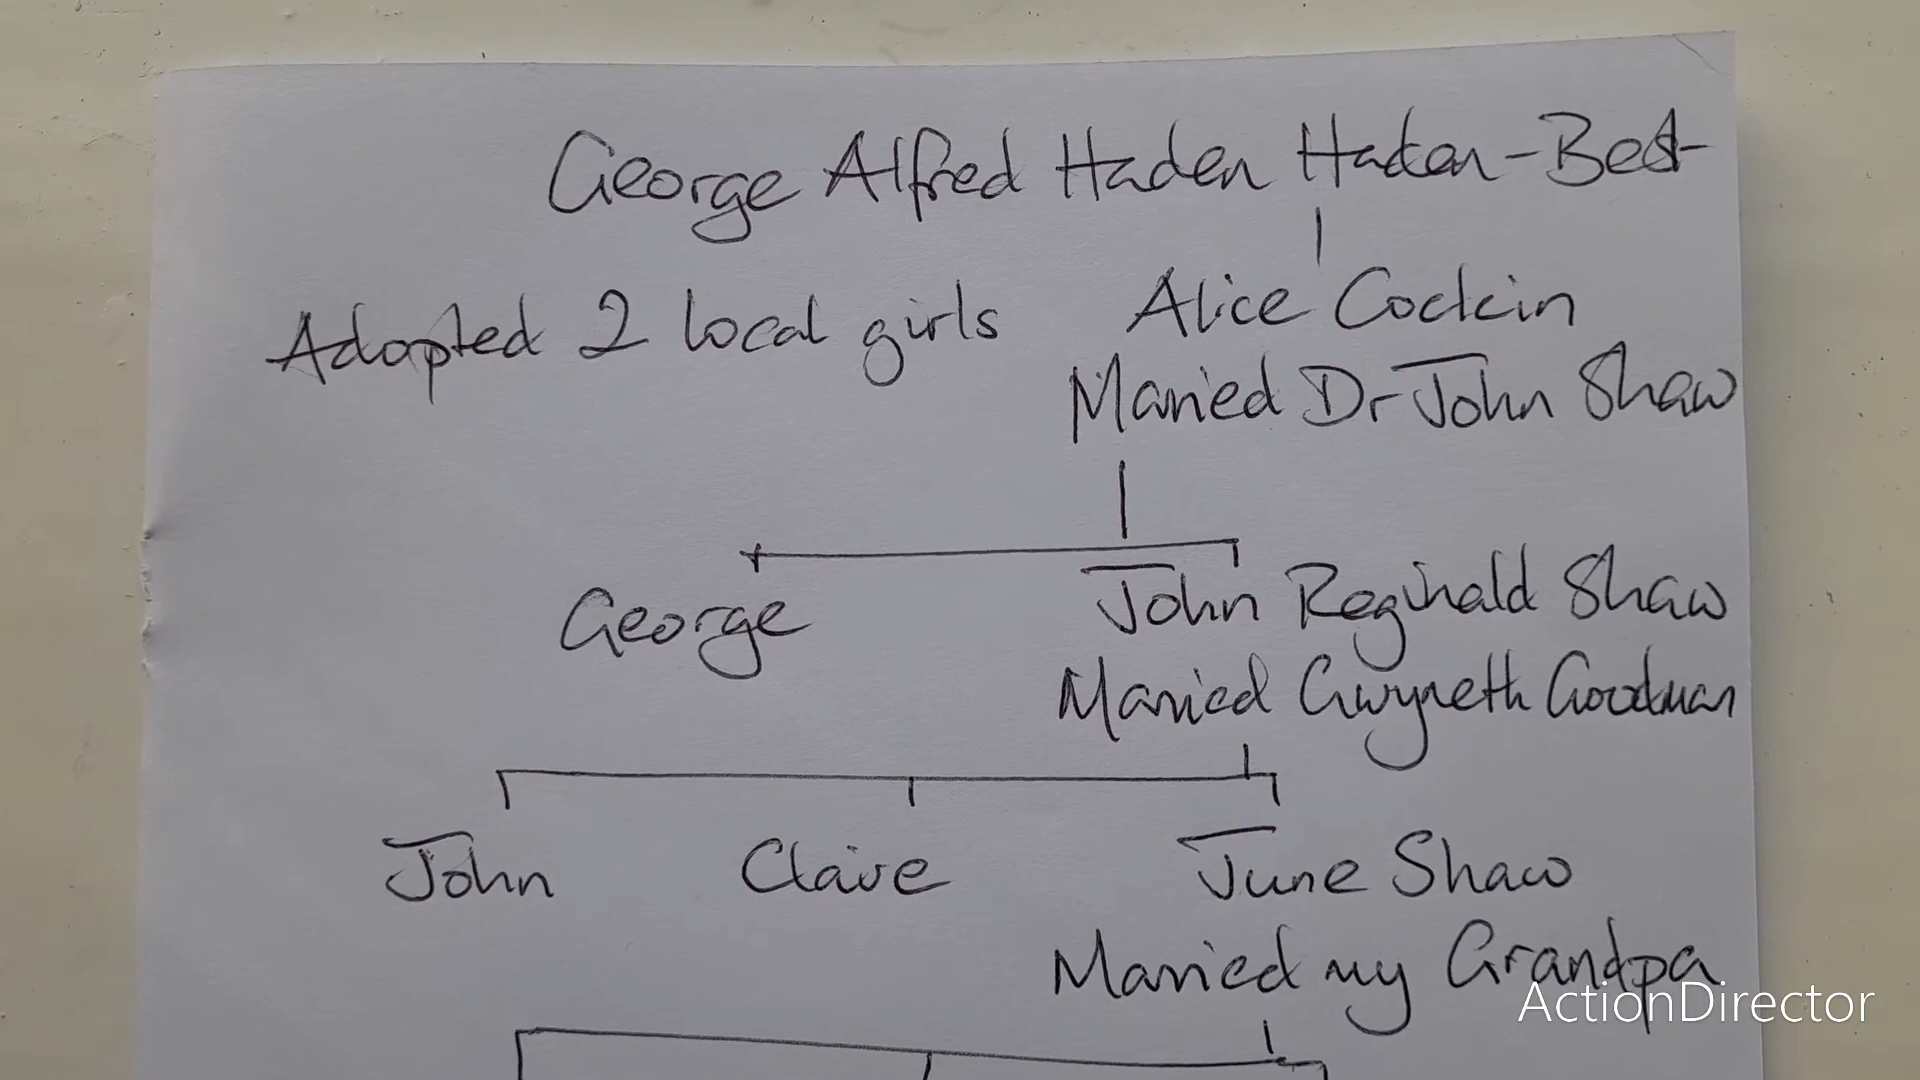 George Alfred Haden Haden-Best
Adopted 2 local girls
Alice Cockin
Married Dr John Shaw
George
John Reginald Shaw
Married Gwyneth Goodman
John
Claire
June Shaw
Married my Grandpa
ActionDirector